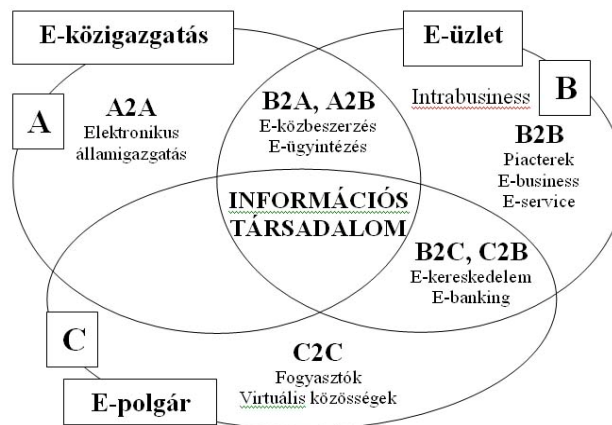 E-közigazgatás
E-üzlet
A
A2A
Elektronikus
államigazgatás
B2A, A2B
E-közbeszerzés
E-ügyintézés
Intrabusiness
B
B2B
Piacterek
E-business
E-service
INFORMÁCIÓS
TÁRSADALOM
B2C, C2B
E-kereskedelem
E-banking
C
C2C
Fogyasztók
Virtuális közösségek
E-polgár